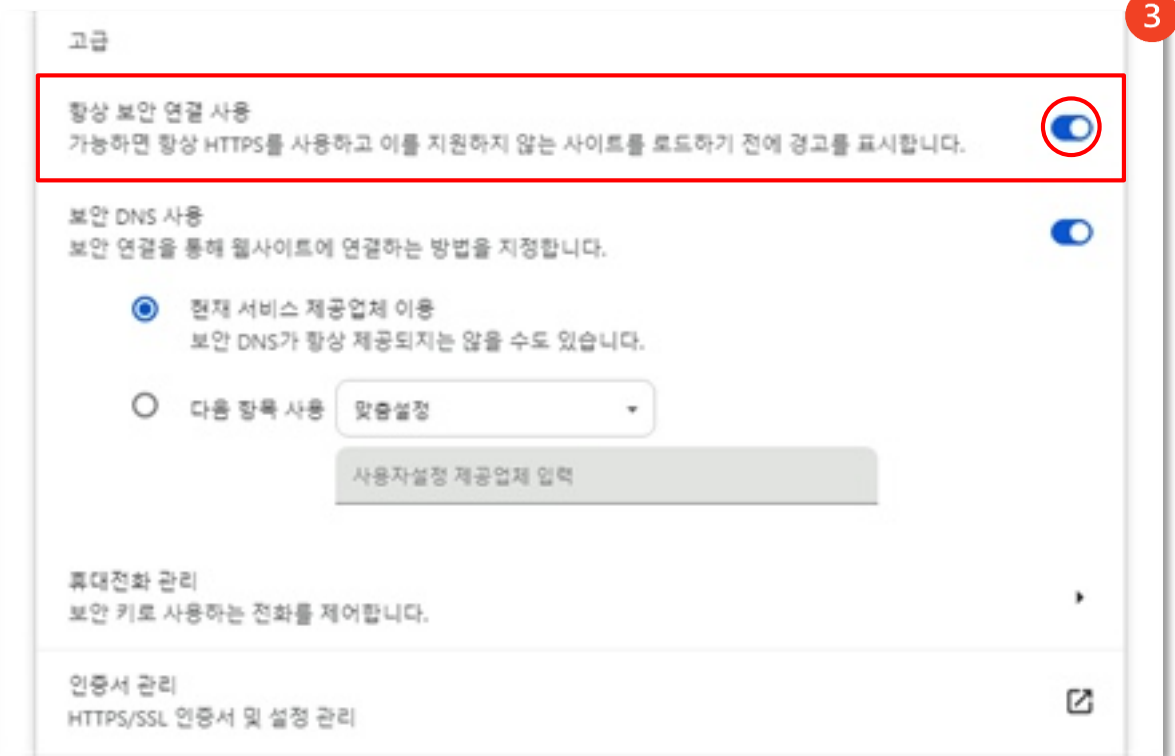 3
고급
항상 보안 연결 사용
가능하면 항상 HTTPS를 사용하고 이를 지원하지 않는 사이트를 로드하기 전에 경고를 표시합니다.
보안 DNS 사용
보안 연결을 통해 웹사이트에 연결하는 방법을 지정합니다.
현재 서비스 제공업체 이용
보안 DNS가 항상 제공되지는 않을 수도 있습니다.
다음 항목 사용 맞춤설정
사용자설정 제공업체 입력
휴대전화 관리
보안 키로 사용하는 전화를 제어합니다.
인증서 관리
HTTPS/SSL 인증서 및 설정 관리